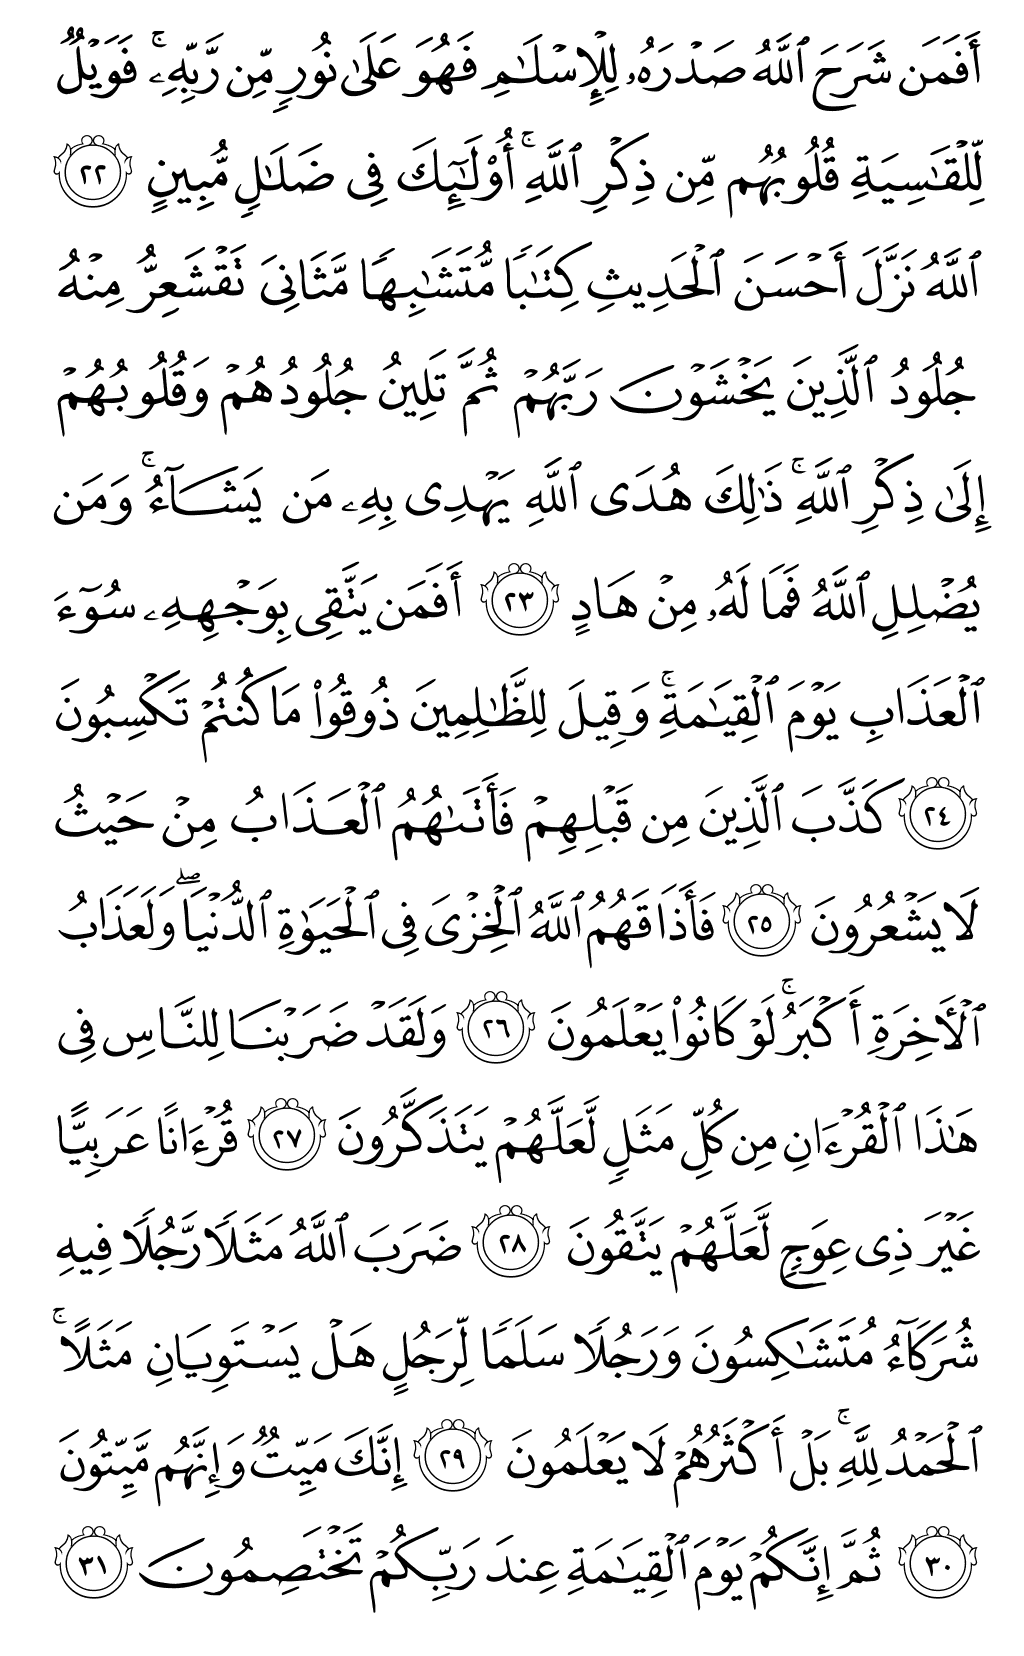 أَفَمَن شَرَحَ ٱللَّهُ صَدْرَهُۥ لِلْإِسْلَٰمِ فَهُوَ عَلَىٰ نُورٍ مِّن رَّبِّهِۦ ۚ فَوَيْلٌ
لِّلْقَٰسِيَةِ قُلُوبُهُم مِّن ذِكْرِ ٱللَّهِ ۚ أُو۟لَٰٓئِكَ فِى ضَلَٰلٍ مُّبِينٍ ٢٢
ٱللَّهُ نَزَّلَ أَحْسَنَ ٱلْحَدِيثِ كِتَٰبًا مُّتَشَٰبِهًا مَّثَانِىَ تَقْشَعِرُّ مِنْهُ
جُلُودُ ٱلَّذِينَ يَخْشَوْنَ رَبَّهُمْ ثُمَّ تَلِينُ جُلُودُهُمْ وَقُلُوبُهُمْ
إِلَىٰ ذِكْرِ ٱللَّهِ ۚ ذَٰلِكَ هُدَى ٱللَّهِ يَهْدِى بِهِۦ مَن يَشَآءُ ۚ وَمَن
يُضْلِلِ ٱللَّهُ فَمَا لَهُۥ مِنْ هَادٍ ٢٣ أَفَمَن يَتَّقِى بِوَجْهِهِۦ سُوٓءَ
ٱلْعَذَابِ يَوْمَ ٱلْقِيَٰمَةِ ۚ وَقِيلَ لِلظَّٰلِمِينَ ذُوقُوا۟ مَا كُنتُمْ تَكْسِبُونَ
٢٤ كَذَّبَ ٱلَّذِينَ مِن قَبْلِهِمْ فَأَتَىٰهُمُ ٱلْعَذَابُ مِنْ حَيْثُ
لَا يَشْعُرُونَ ٢٥ فَأَذَاقَهُمُ ٱللَّهُ ٱلْخِزْىَ فِى ٱلْحَيَوٰةِ ٱلدُّنْيَا ۖ وَلَعَذَابُ
ٱلْءَاخِرَةِ أَكْبَرُ ۚ لَوْ كَانُوا۟ يَعْلَمُونَ ٢٦ وَلَقَدْ ضَرَبْنَا لِلنَّاسِ فِى
هَٰذَا ٱلْقُرْءَانِ مِن كُلِّ مَثَلٍ لَّعَلَّهُمْ يَتَذَكَّرُونَ ٢٧ قُرْءَانًا عَرَبِيًّا
غَيْرَ ذِى عِوَجٍ لَّعَلَّهُمْ يَتَّقُونَ ٢٨ ضَرَبَ ٱللَّهُ مَثَلًا رَّجُلًا فِيهِ
شُرَكَآءُ مُتَشَٰكِسُونَ وَرَجُلًا سَلَمًا لِّرَجُلٍ هَلْ يَسْتَوِيَانِ مَثَلًا ۚ
ٱلْحَمْدُ لِلَّهِ ۚ بَلْ أَكْثَرُهُمْ لَا يَعْلَمُونَ ٢٩ إِنَّكَ مَيِّتٌ وَإِنَّهُم مَّيِّتُونَ
٣٠ ثُمَّ إِنَّكُمْ يَوْمَ ٱلْقِيَٰمَةِ عِندَ رَبِّكُمْ تَخْتَصِمُونَ ٣١